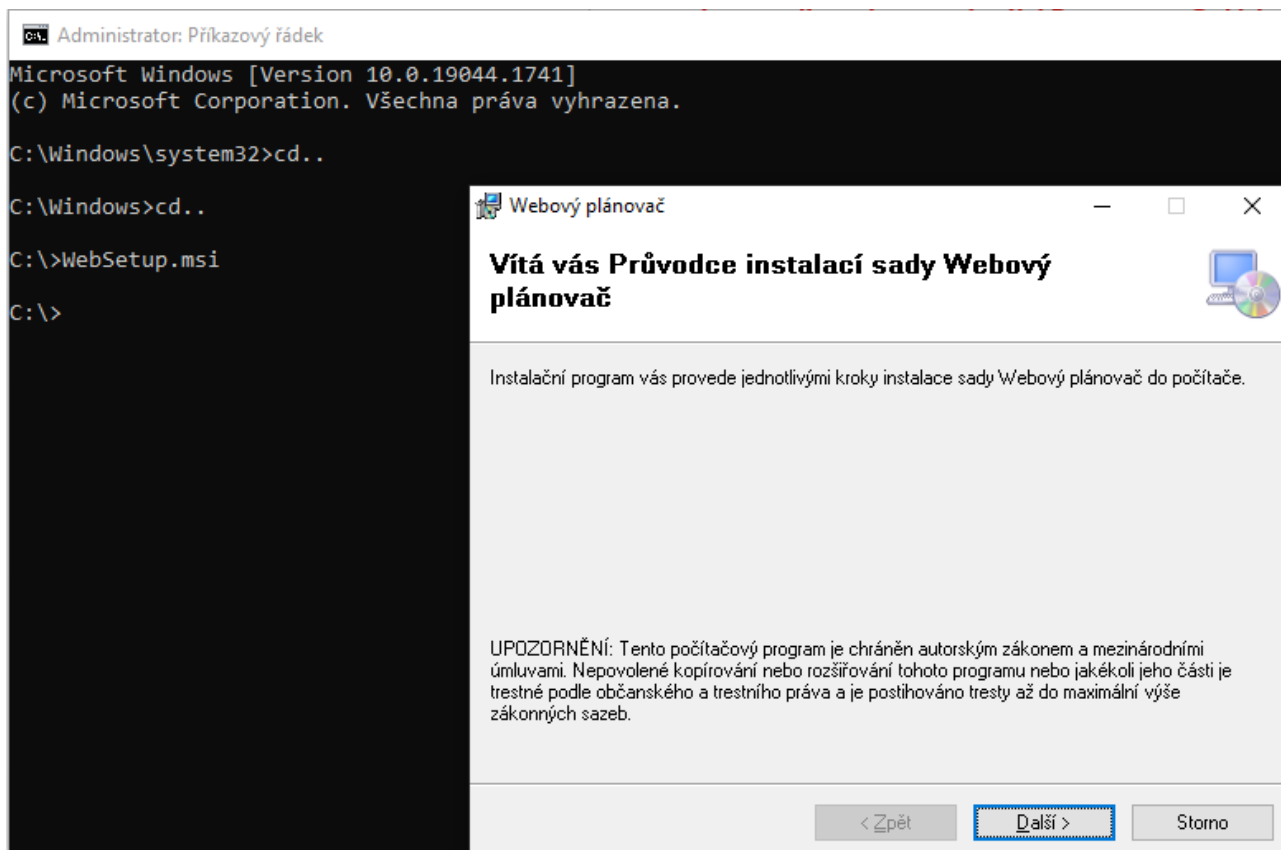 Administrator: Příkazový řádek
Microsoft Windows [Version 10.0.19044.1741]
(c) Microsoft Corporation. Všechna práva vyhrazena.
C:\Windows\system32>cd..
C:\Windows>cd..
C:\>WebSetup.msi
C:\>
Webový plánovač
Vítá vás Průvodce instalací sady Webový
plánovač
Instalační program vás provede jednotlivými kroky instalace sady Webový plánovač do počítače.
UPOZORNĚNÍ: Tento počítačový program je chráněn autorským zákonem a mezinárodními
úmluvami. Nepovolené kopírování nebo rozšiřování tohoto programu nebo jakékoli jeho části je
trestné podle občanského a trestního práva a je postihováno tresty až do maximální výše
zákonných sazeb.
< Zpět
Další >
Storno